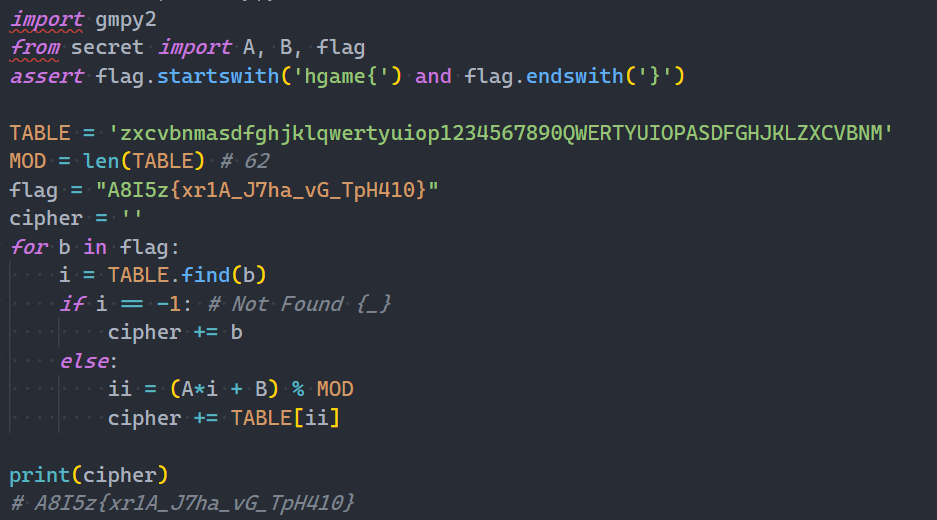 import gmpy2
from secret import A, B, flag
assert flag.startswith('hgame{') and flag.endswith('}')

TABLE = 'zxcvbnmasdfghjklqwertyuiop1234567890QWERTYUIOPASDFGHJKLZXCVBNM'
MOD = len(TABLE) # 62
flag = "A8I5z{xr1A_J7ha_vG_TpH410}"
cipher = ''
for b in flag:
    i = TABLE.find(b)
    if i == -1: # Not Found {_}
        cipher += b
    else:
        ii = (A*i + B) % MOD
        cipher += TABLE[ii]

print(cipher)
# A8I5z{xr1A_J7ha_vG_TpH410}